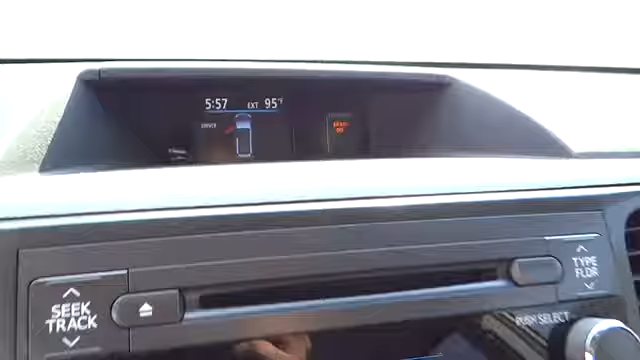 5:57 EXT 95°F
DRIVER
SEEK
TRACK
TYPE
FLDR
PUSH SELECT